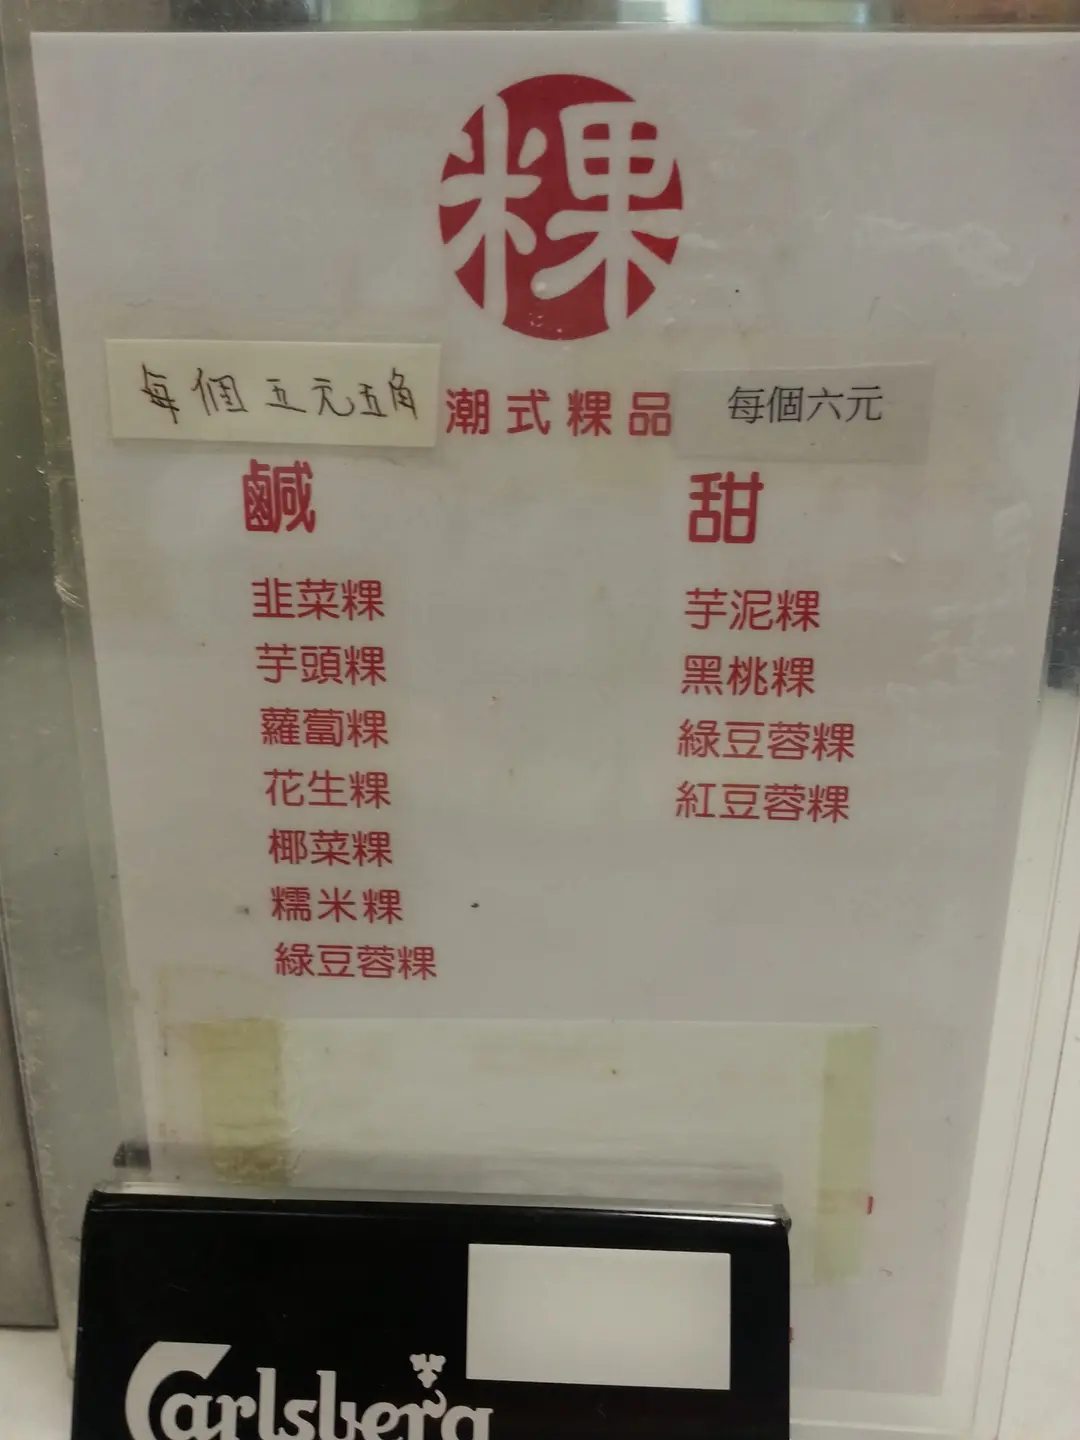 粿
每個五元五角
潮式粿品
每個六元
鹹
韭菜粿
芋頭粿
蘿蔔粿
花生粿
椰菜粿
糯米粿
綠豆蓉粿
甜
芋泥粿
黑桃粿
綠豆蓉粿
紅豆蓉粿
Carlsberg